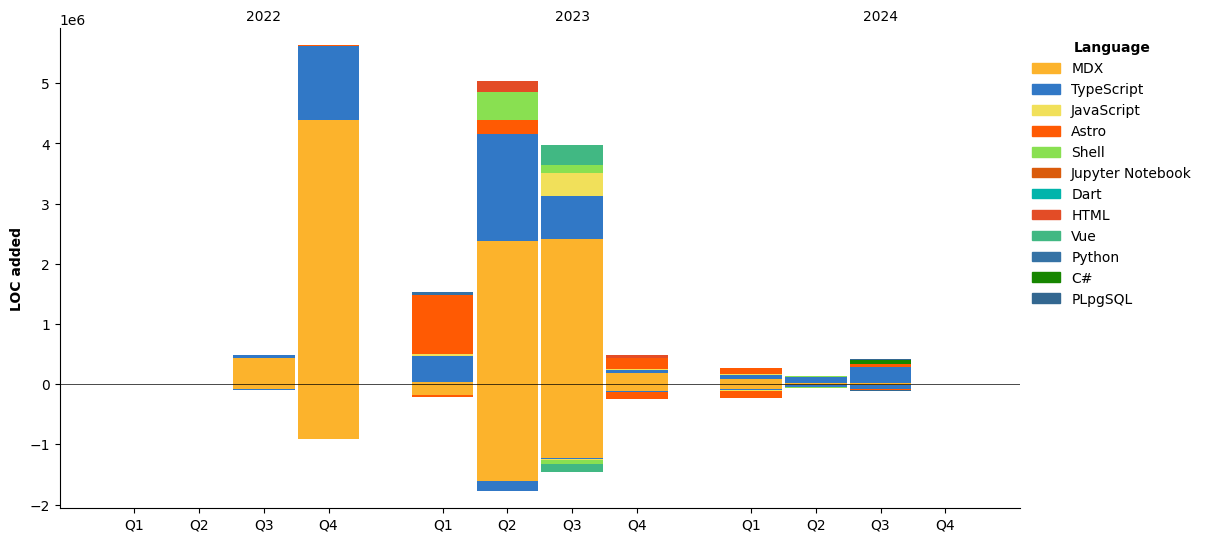 1e6
2022
2023
2024
5
4
3
2
1
0
−1
−2
LOC added
Q1
Q2
Q3
Q4
Q1
Q2
Q3
Q4
Q1
Q2
Q3
Q4
Language
MDX
TypeScript
JavaScript
Astro
Shell
Jupyter Notebook
Dart
HTML
Vue
Python
C#
PLpgSQL